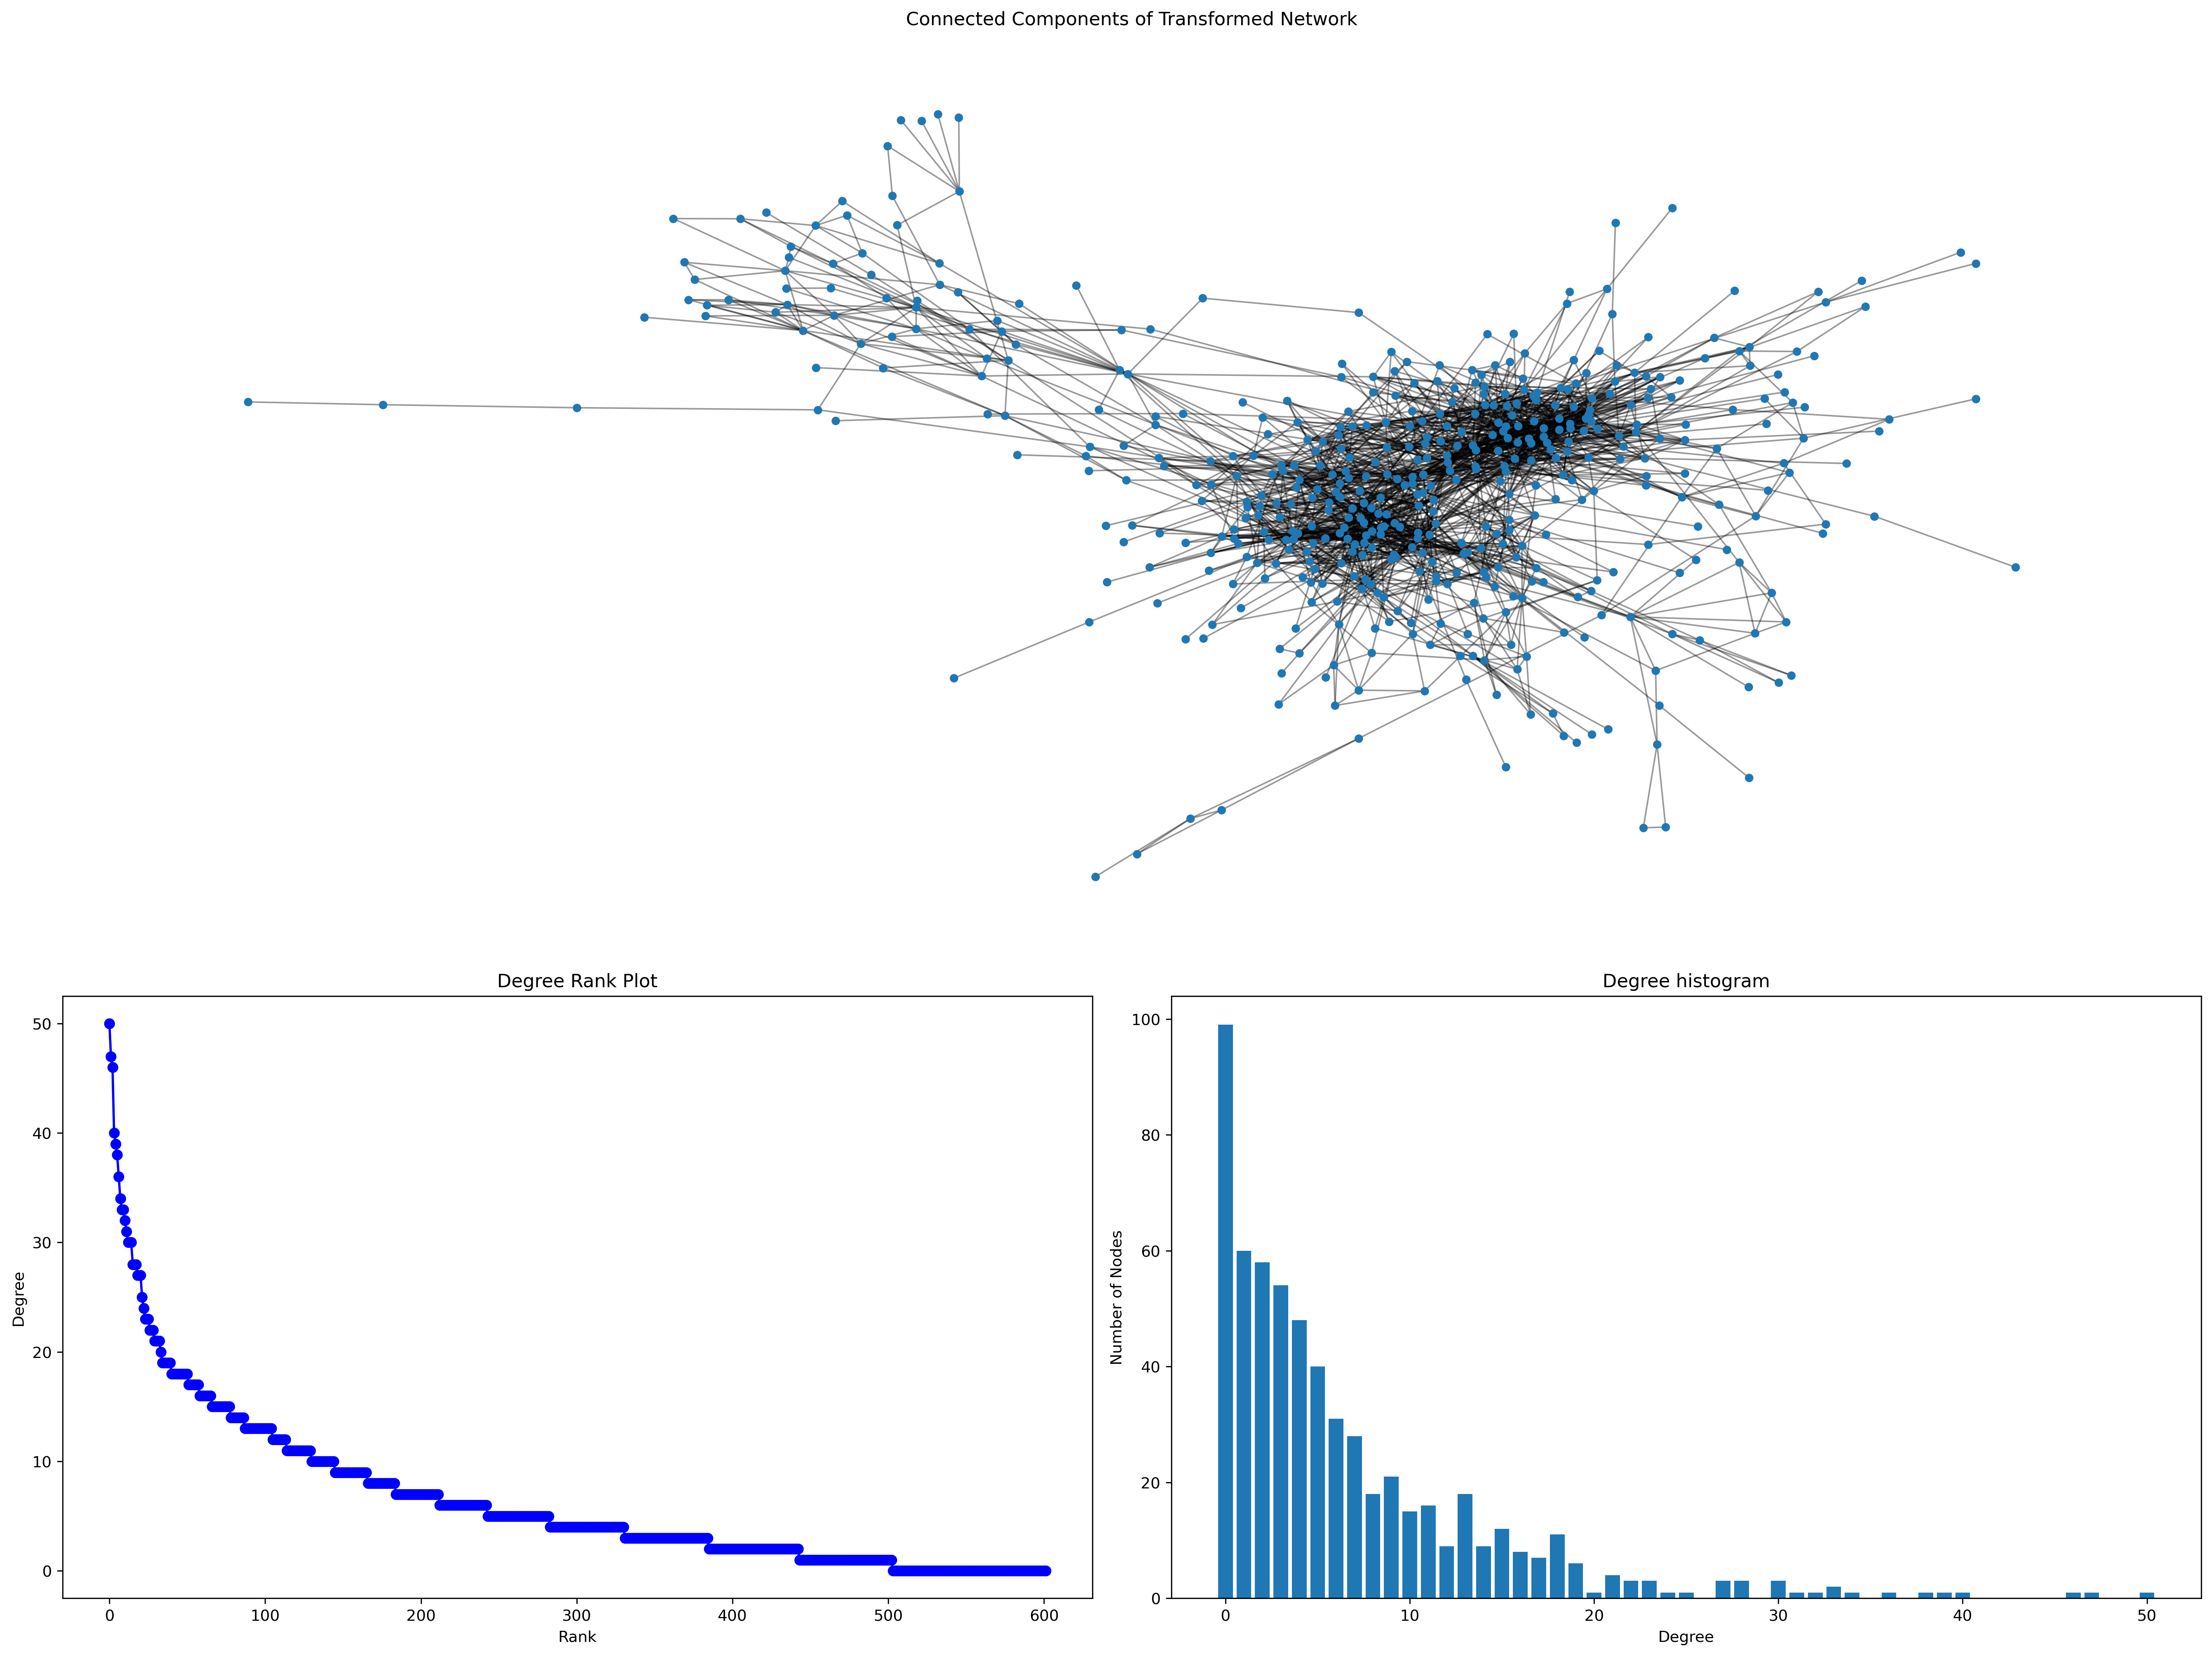 Connected Components of Transformed Network
Degree Rank Plot
Degree
50
40
30
20
10
0
0 100 200 300 400 500 600
Rank
Degree histogram
Number of Nodes
100
80
60
40
20
0
0 10 20 30 40 50
Degree